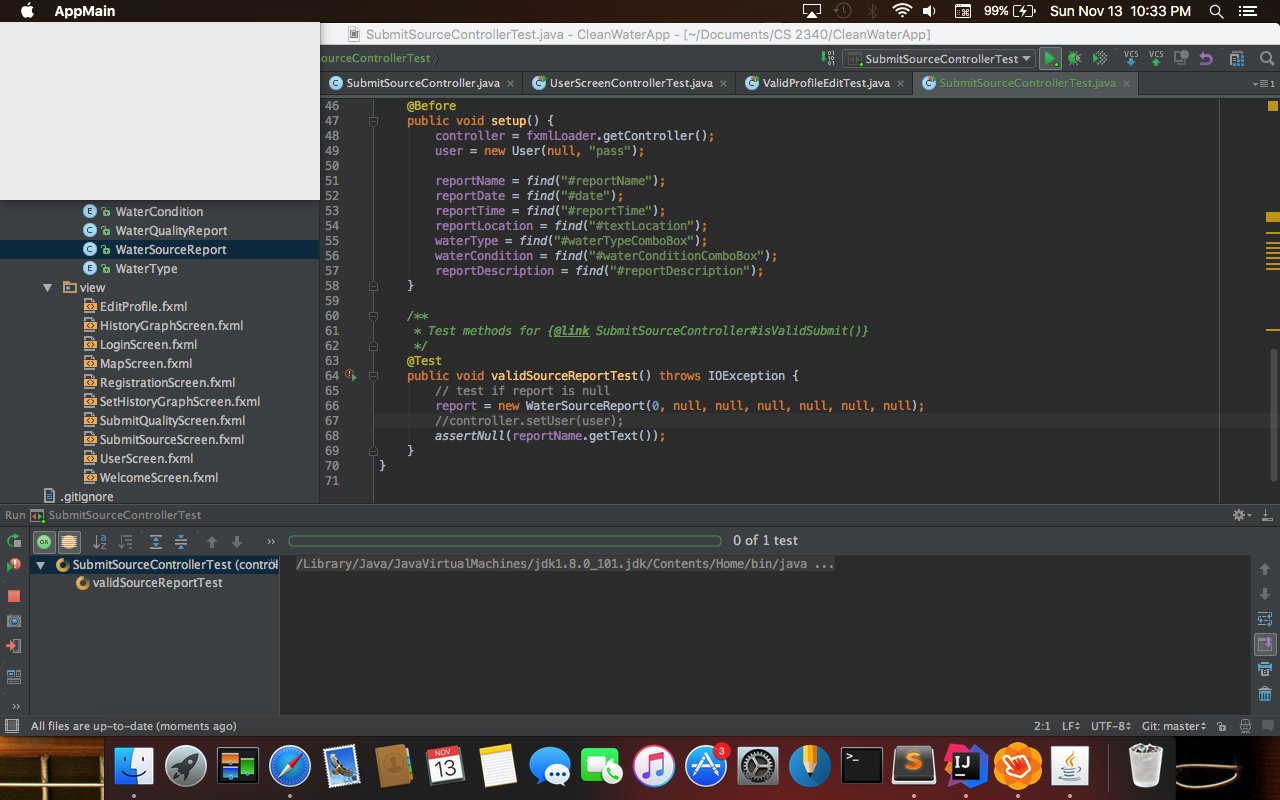 AppMain
99%
Sun Nov 13 10:33 PM
SubmitSourceControllerTest.java - CleanWaterApp - [~/Documents/CS 2340/CleanWaterApp]
ourceControllerTest
SubmitSourceControllerTest
VCS VCS
SubmitSourceController.java
UserScreenControllerTest.java
ValidProfileEditTest.java
SubmitSourceControllerTest.java
46 @Before
47 public void setup() {
48 controller = fxmlLoader.getController();
49 user = new User(null, "pass");
50
51 reportName = find("#reportName");
52 reportDate = find("#date");
53 reportTime = find("#reportTime");
54 reportLocation = find("#textLocation");
55 waterType = find("#waterTypeComboBox");
56 waterCondition = find("#waterConditionComboBox");
57 reportDescription = find("#reportDescription");
58 }
59
60 /**
61 * Test methods for {@link SubmitSourceController#isValidSubmit()}
62 */
63 @Test
64 public void validSourceReportTest() throws IOException {
65 // test if report is null
66 report = new WaterSourceReport(0, null, null, null, null, null, null);
67 //controller.setUser(user);
68 assertNull(reportName.getText());
69 }
70 }
71
WaterCondition
WaterQualityReport
WaterSourceReport
WaterType
view
EditProfile.fxml
HistoryGraphScreen.fxml
LoginScreen.fxml
MapScreen.fxml
RegistrationScreen.fxml
SetHistoryGraphScreen.fxml
SubmitQualityScreen.fxml
SubmitSourceScreen.fxml
UserScreen.fxml
WelcomeScreen.fxml
.gitignore
Run SubmitSourceControllerTest
0 of 1 test
SubmitSourceControllerTest (control
validSourceReportTest
/Library/Java/JavaVirtualMachines/jdk1.8.0_101.jdk/Contents/Home/bin/java ...
All files are up-to-date (moments ago)
2:1 LF UTF-8 Git: master
NOV
13
3